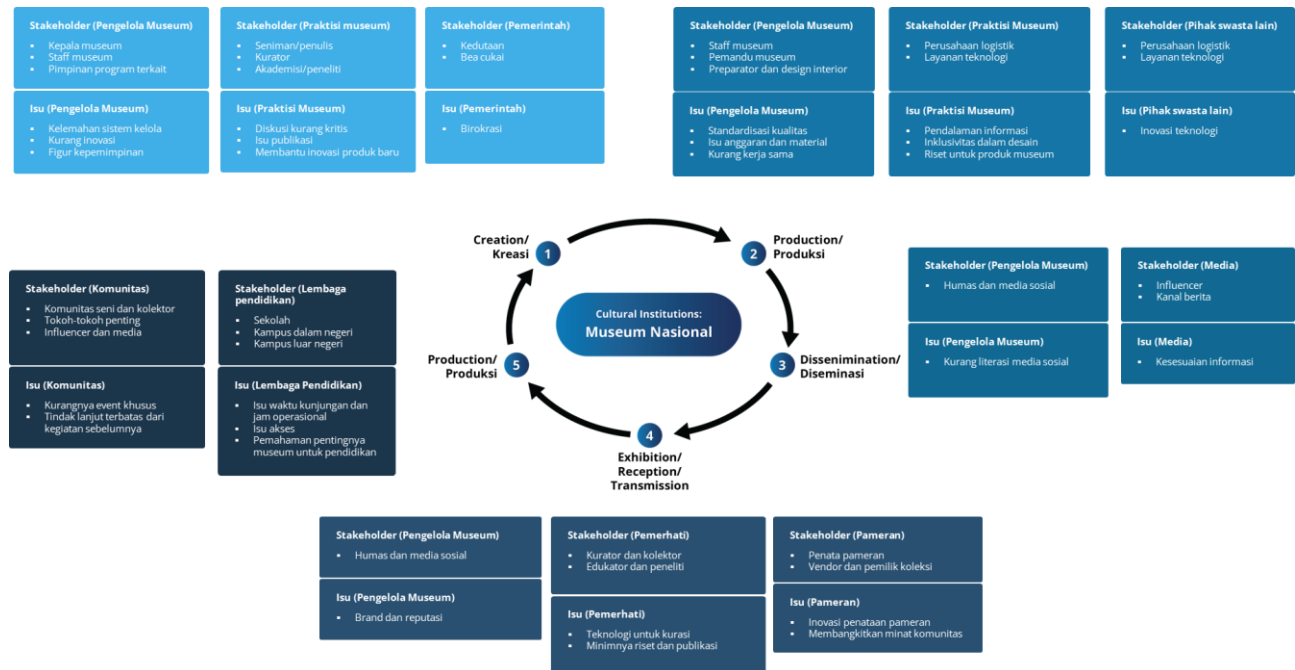 Stakeholder (Pengelola Museum)
Kepala museum
Staff museum
Pimpinan program terkait
Isu (Pengelola Museum)
Kelemahan sistem kelola
Kurang inovasi
Figur kepemimpinan
Stakeholder (Praktisi museum)
Seniman/penulis
Kurator
Akademisi/peneliti
Isu (Praktisi Museum)
Diskusi kurang kritis
Isu publikasi
Membantu inovasi produk baru
Stakeholder (Pemerintah)
Kedutaan
Bea cukai
Isu (Pemerintah)
Birokrasi
Stakeholder (Pengelola Museum)
Staff museum
Pemandu museum
Preparator dan design interior
Isu (Pengelola Museum)
Standardisasi kualitas
Isu anggaran dan material
Kurang kerja sama
Stakeholder (Praktisi Museum)
Perusahaan logistik
Layanan teknologi
Isu (Praktisi Museum)
Pendalaman informasi
Inklusivitas dalam desain
Riset untuk produk museum
Stakeholder (Pihak swasta lain)
Perusahaan logistik
Layanan teknologi
Isu (Pihak swasta lain)
Inovasi teknologi
Creation/
Kreasi
1
2
Production/
Produksi
Cultural Institutions:
Museum Nasional
Production/
Produksi
5
3
Dissenimination/
Diseminasi
4
Exhibition/
Reception/
Transmission
Stakeholder (Komunitas)
Komunitas seni dan kolektor
Tokoh-tokoh penting
Influencer dan media
Isu (Komunitas)
Kurangnya event khusus
Tindak lanjut terbatas dari
kegiatan sebelumnya
Stakeholder (Lembaga
pendidikan)
Sekolah
Kampus dalam negeri
Kampus luar negeri
Isu (Lembaga Pendidikan)
Isu waktu kunjungan dan
jam operasional
Isu akses
Pemahaman pentingnya
museum untuk pendidikan
Stakeholder (Pengelola Museum)
Humas dan media sosial
Isu (Pengelola Museum)
Kurang literasi media sosial
Stakeholder (Media)
Influencer
Kanal berita
Isu (Media)
Kesesuaian informasi
Stakeholder (Pengelola Museum)
Humas dan media sosial
Isu (Pengelola Museum)
Brand dan reputasi
Stakeholder (Pemerhati)
Kurator dan kolektor
Edukator dan peneliti
Isu (Pemerhati)
Teknologi untuk kurasi
Minimnya riset dan publikasi
Stakeholder (Pameran)
Penata pameran
Vendor dan pemilik koleksi
Isu (Pameran)
Inovasi penataan pameran
Membangkitkan minat komunitas